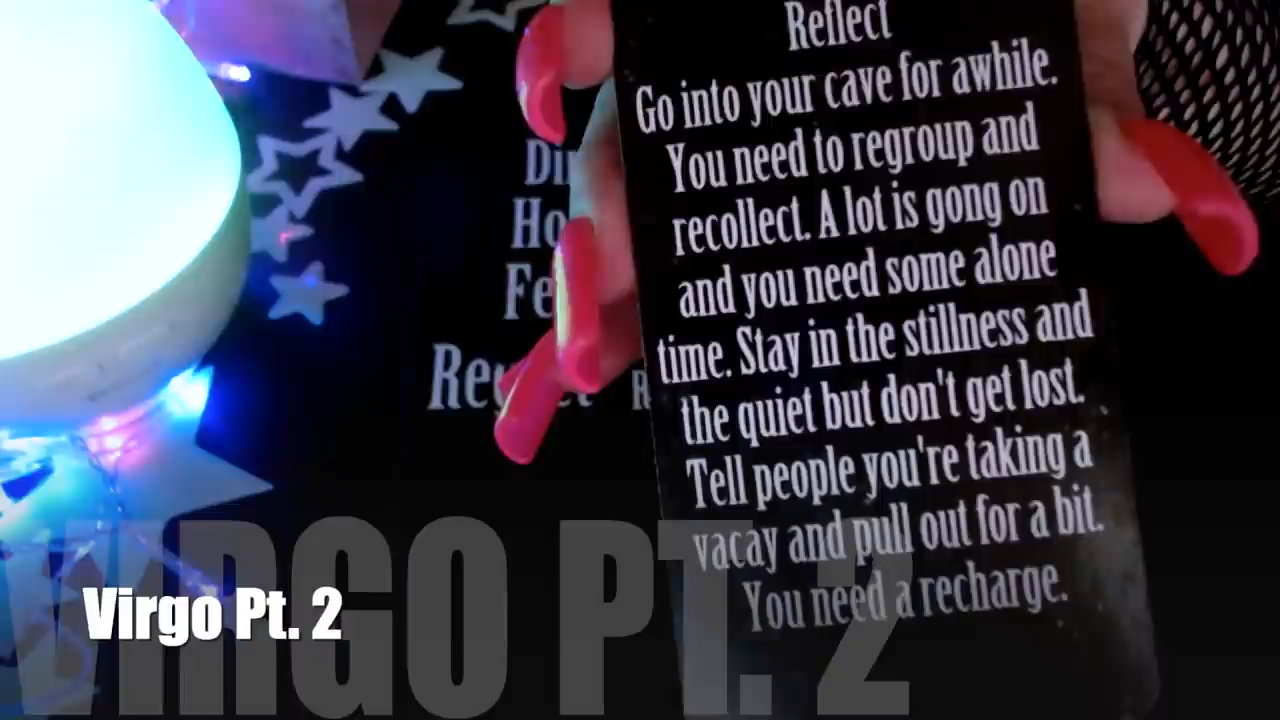 Reflect
Go into your cave for awhile.
You need to regroup and
recollect. A lot is gong on
and you need some alone
time. Stay in the stillness and
the quiet but don't get lost.
Tell people you're taking a
vacay and pull out for a bit.
You need a recharge.
VIRGO PT. 2
Virgo Pt. 2